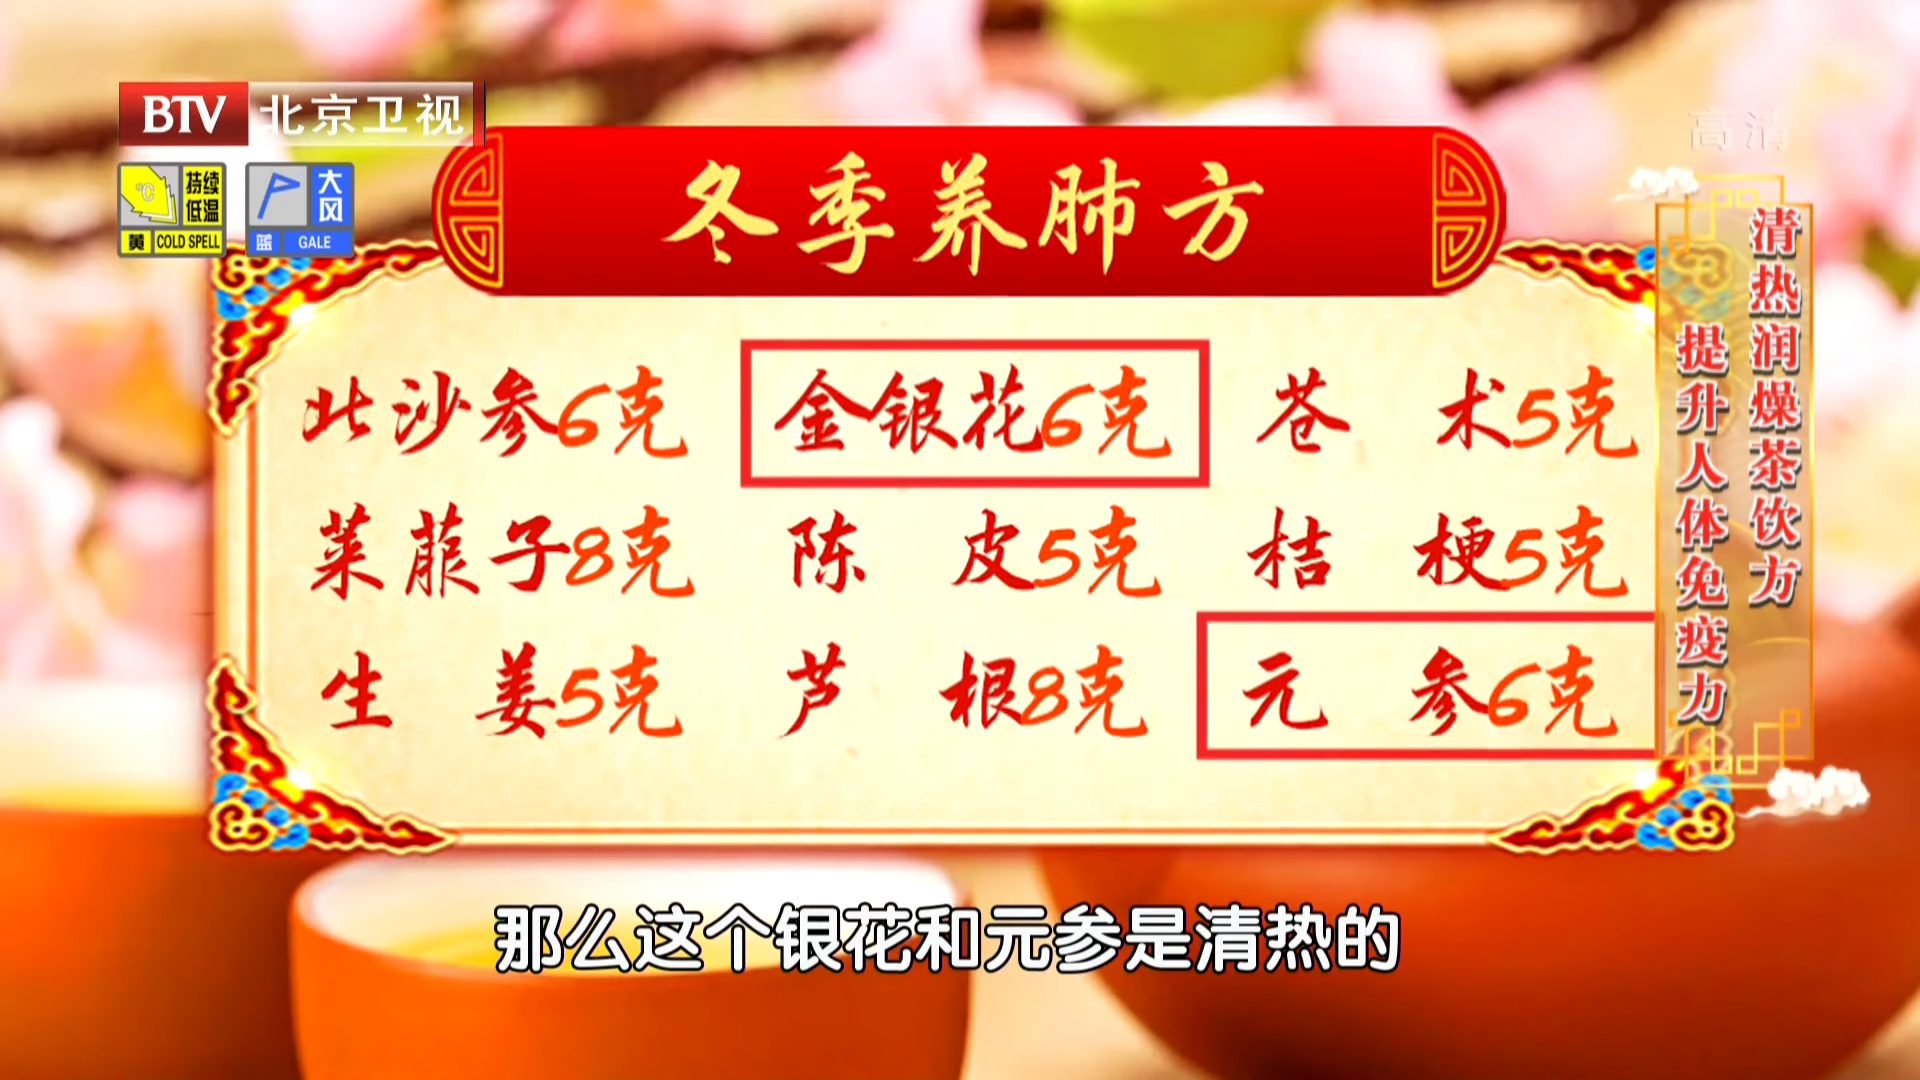 BTV 北京卫视
高清
持续低温
黄 COLD SPELL
大风
蓝 GALE
冬季养肺方
北沙参6克 金银花6克 苍术5克
莱菔子8克 陈皮5克 桔梗5克
生姜5克 芦根8克 元参6克
清热润燥茶饮方
提升人体免疫力
那么这个银花和元参是清热的